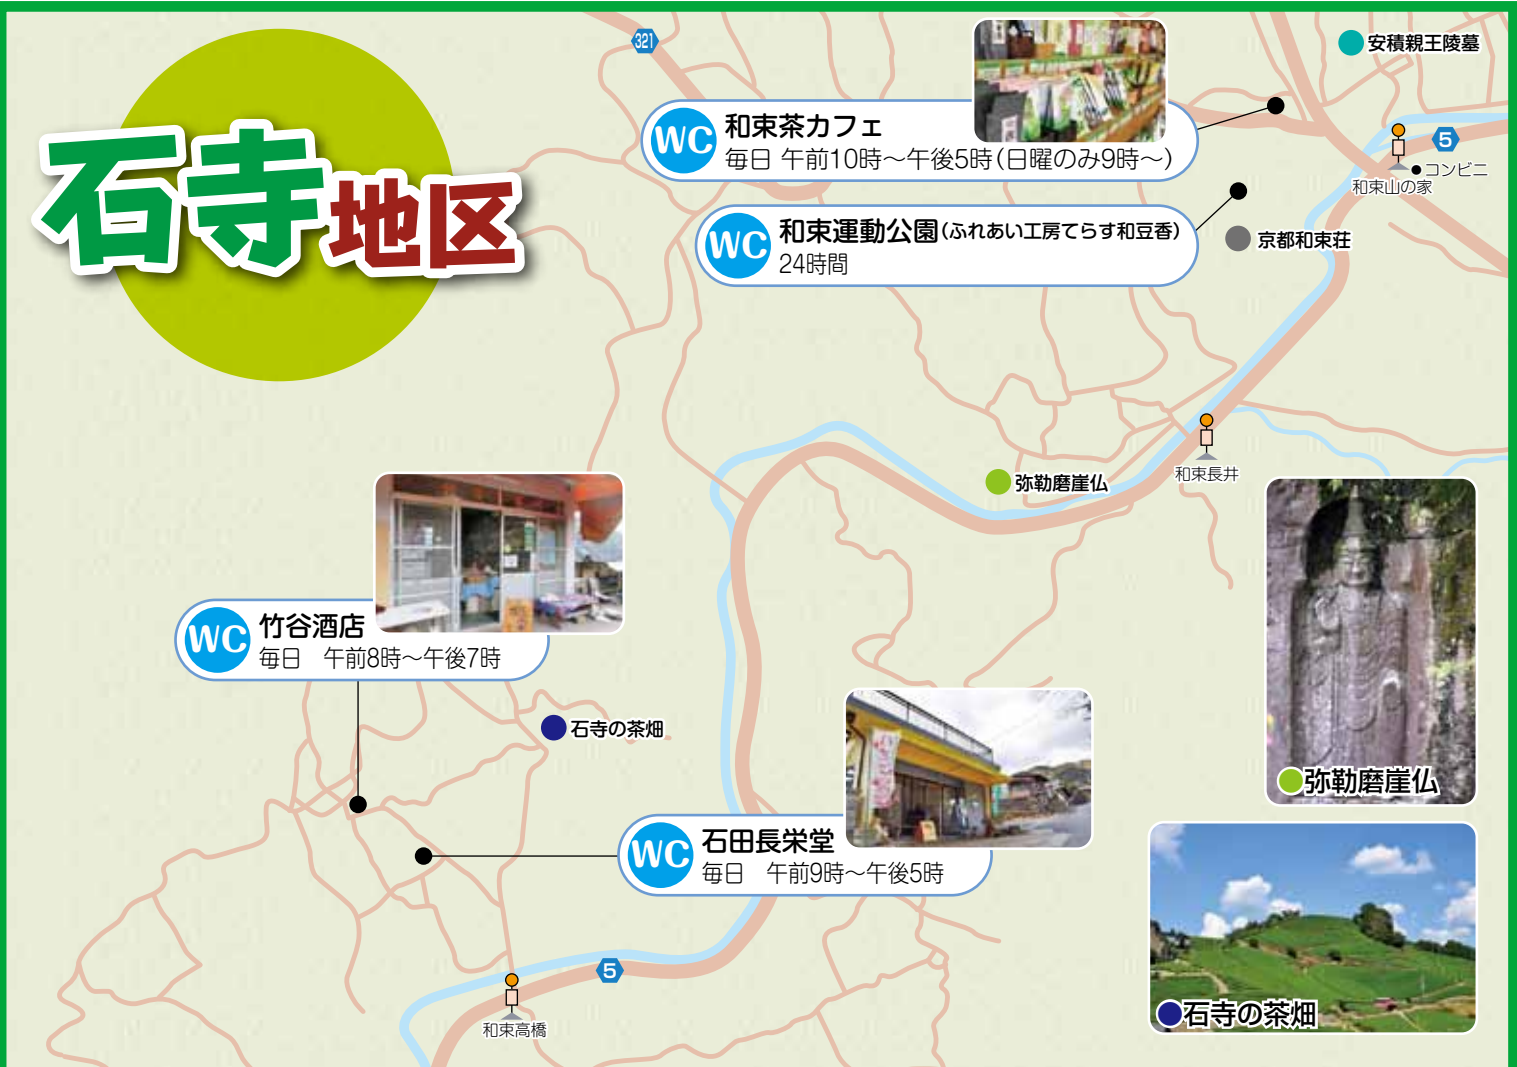 石寺地区
321
安積親王陵墓
WC
和束茶カフェ
毎日 午前10時～午後5時(日曜のみ9時～)
5
コンビニ
和束山の家
WC
和束運動公園(ふれあい工房てらす和豆香)
24時間
京都和束荘
和束長井
弥勒磨崖仏
WC
竹谷酒店
毎日　午前8時～午後7時
石寺の茶畑
弥勒磨崖仏
WC
石田長栄堂
毎日　午前9時～午後5時
5
和束高橋
石寺の茶畑